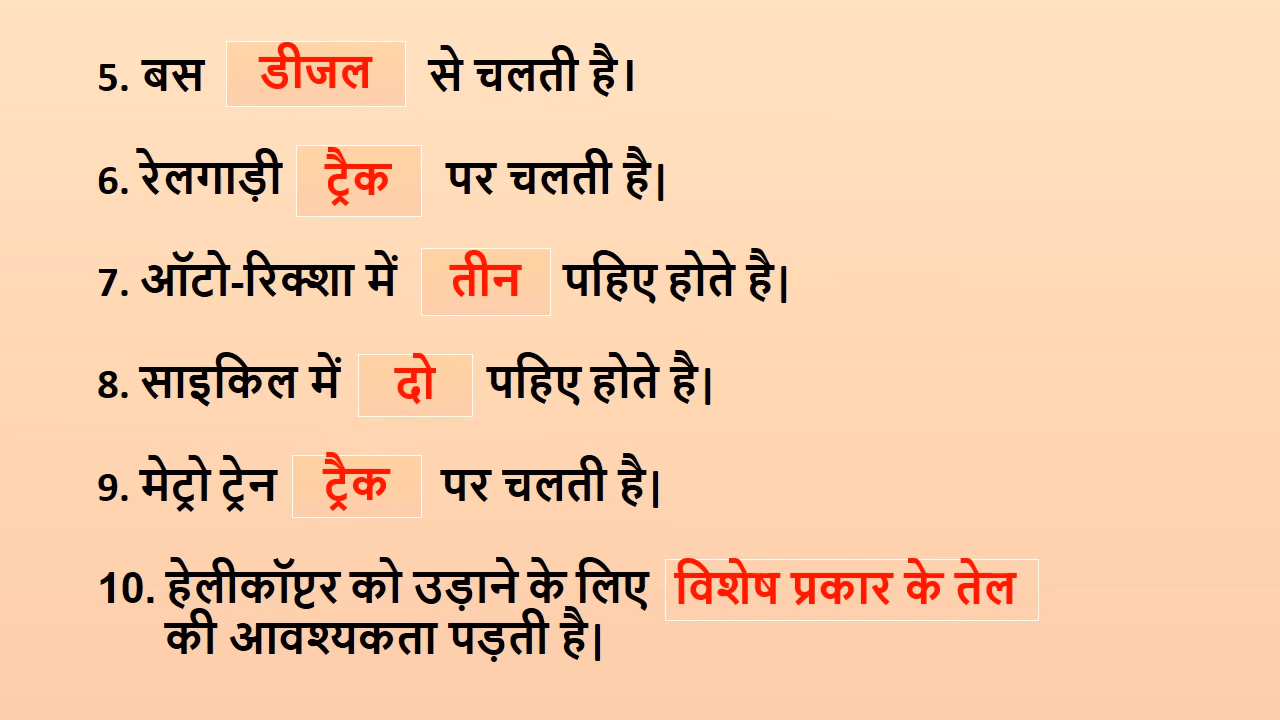 5. बस डीजल से चलती है।
6. रेलगाड़ी ट्रैक पर चलती है।
7. ऑटो-रिक्शा में तीन पहिए होते है।
8. साइकिल में दो पहिए होते है।
9. मेट्रो ट्रेन ट्रैक पर चलती है।
10. हेलीकॉप्टर को उड़ाने के लिए विशेष प्रकार के तेल
की आवश्यकता पड़ती है।